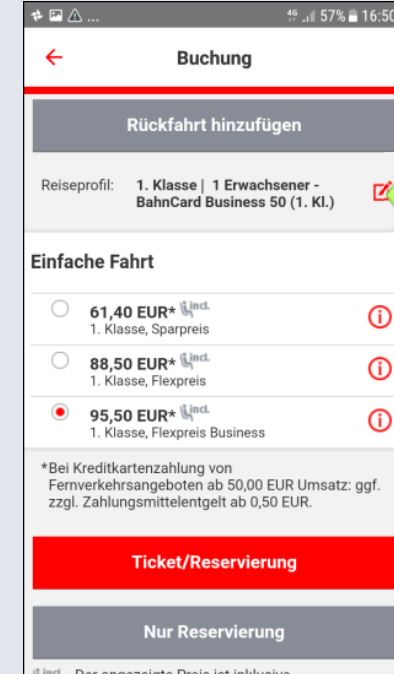 ... 4G 57% 16:50
Buchung
Rückfahrt hinzufügen
Reiseprofil: 1. Klasse | 1 Erwachsener -
BahnCard Business 50 (1. Kl.)
Einfache Fahrt
61,40 EUR* incl.
1. Klasse, Sparpreis
88,50 EUR* incl.
1. Klasse, Flexpreis
95,50 EUR* incl.
1. Klasse, Flexpreis Business
*Bei Kreditkartenzahlung von
Fernverkehrsangeboten ab 50,00 EUR Umsatz: ggf.
zzgl. Zahlungsmittelentgelt ab 0,50 EUR.
Ticket/Reservierung
Nur Reservierung
incl. Der angezeigte Preis ist inklusive